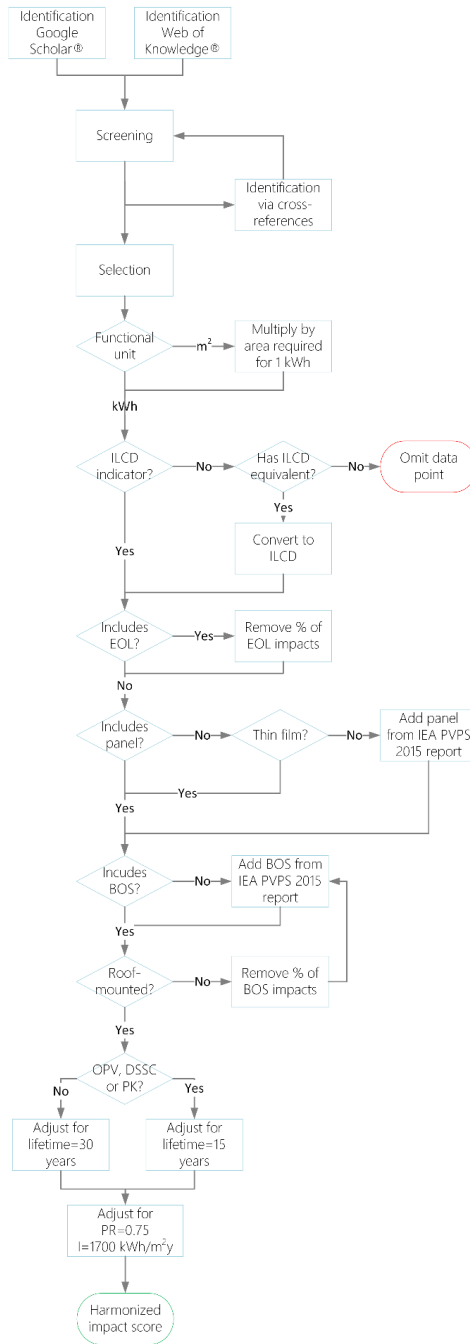 Identification
Google
Scholar®
Identification
Web of
Knowledge®
Screening
Identification
via cross-
references
Selection
Functional
unit
m²
Multiply by
area required
for 1 kWh
kWh
ILCD
indicator?
No
Has ILCD
equivalent?
No
Omit data
point
Yes
Yes
Convert to
ILCD
Includes
EOL?
Yes
Remove % of
EOL impacts
No
Includes
panel?
No
Thin film?
No
Add panel
from IEA PVPS
2015 report
Yes
Yes
Incudes
BOS?
No
Add BOS from
IEA PVPS 2015
report
Yes
Roof-
mounted?
No
Remove % of
BOS impacts
Yes
OPV, DSSC
or PK?
No
Yes
Adjust for
lifetime=30
years
Adjust for
lifetime=15
years
Adjust for
PR=0.75
I=1700 kWh/m²y
Harmonized
impact score